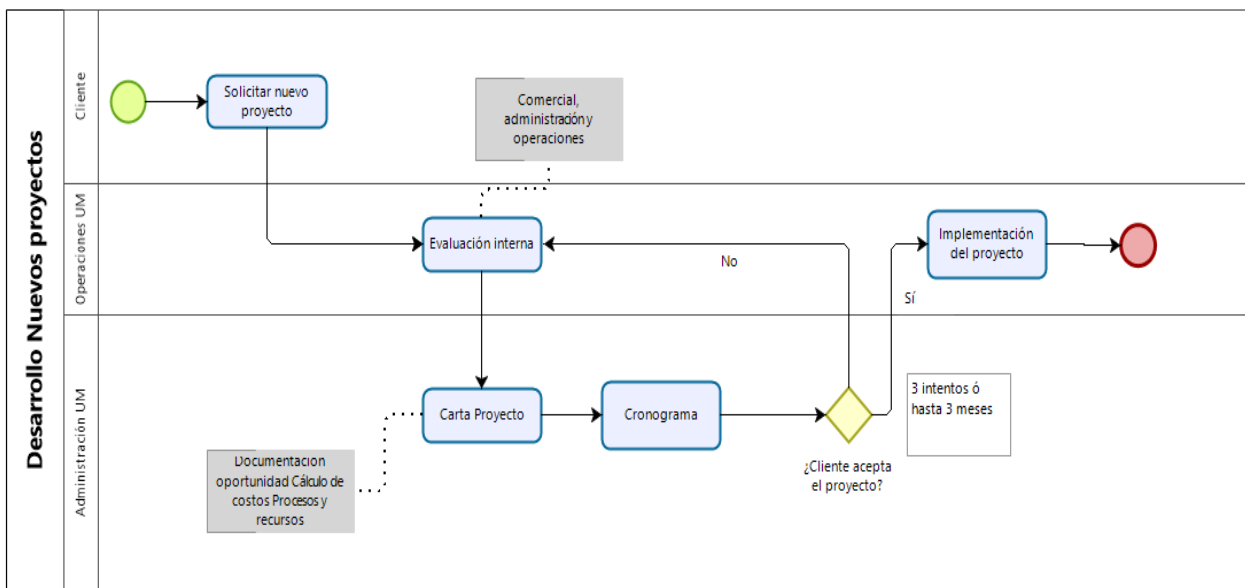 Desarrollo Nuevos proyectos
Cliente
Solicitar nuevo
proyecto
Comercial,
administración y
operaciones
Operaciones UM
Evaluación interna
No
Implementación
del proyecto
Sí
Administración UM
Carta Proyecto
Cronograma
3 intentos ó
hasta 3 meses
¿Cliente acepta
el proyecto?
Documentación
oportunidad Cálculo de
costos Procesos y
recursos